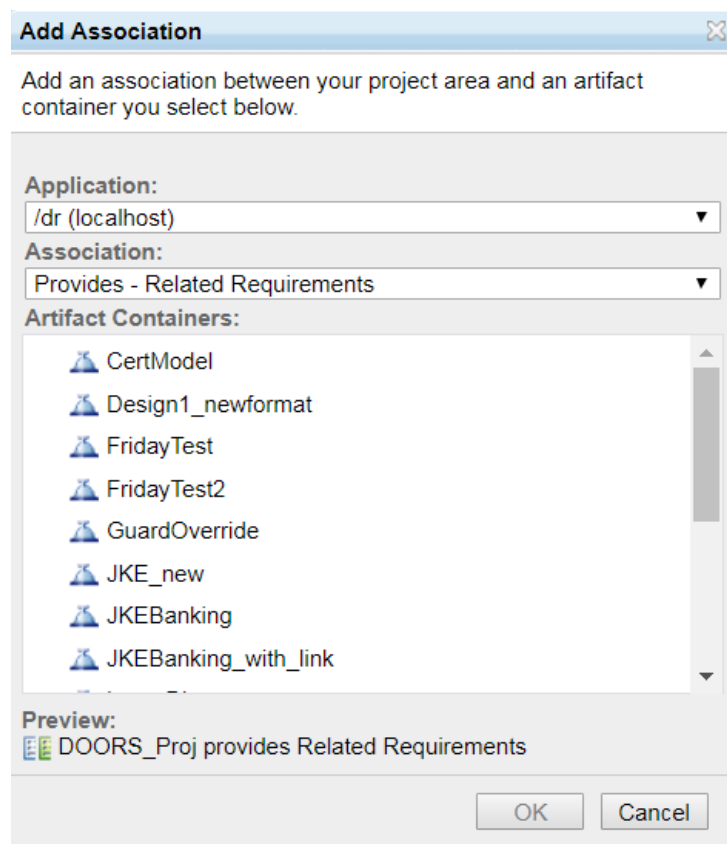 Add Association
Add an association between your project area and an artifact
container you select below.
Application:
/dr (localhost)
Association:
Provides - Related Requirements
Artifact Containers:
CertModel
Design1_newformat
FridayTest
FridayTest2
GuardOverride
JKE_new
JKEBanking
JKEBanking_with_link
Preview:
DOORS_Proj provides Related Requirements
OK Cancel